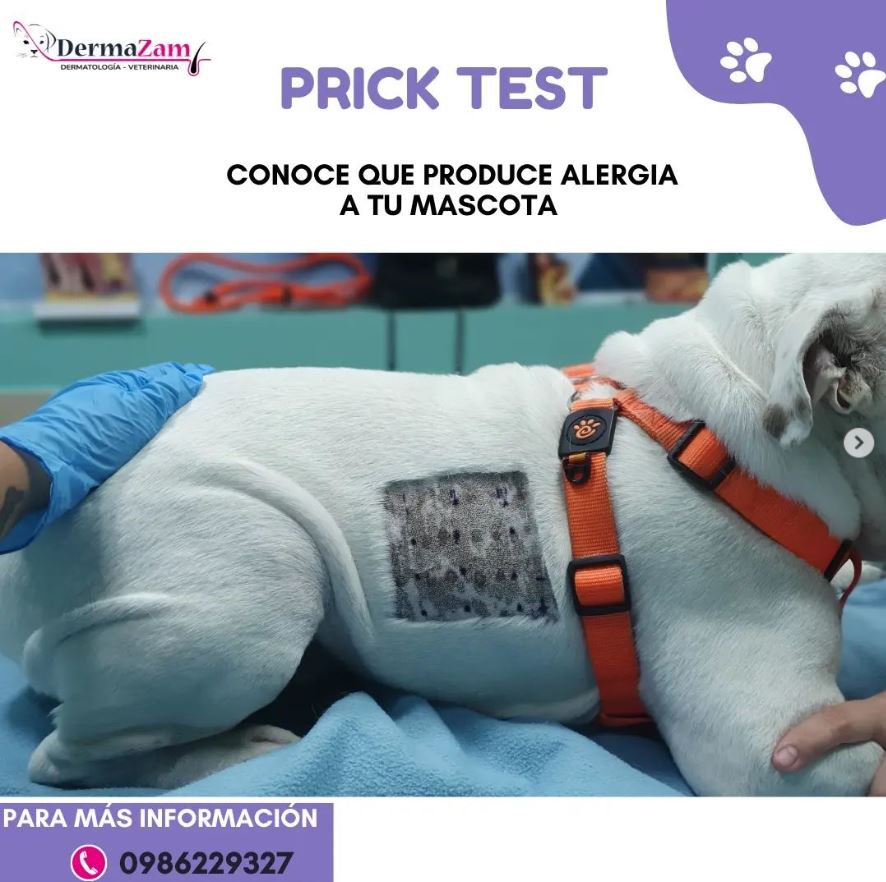 DermaZam
DERMATOLOGÍA - VETERINARIA
PRICK TEST
CONOCE QUE PRODUCE ALERGIA
A TU MASCOTA
PARA MÁS INFORMACIÓN
0986229327